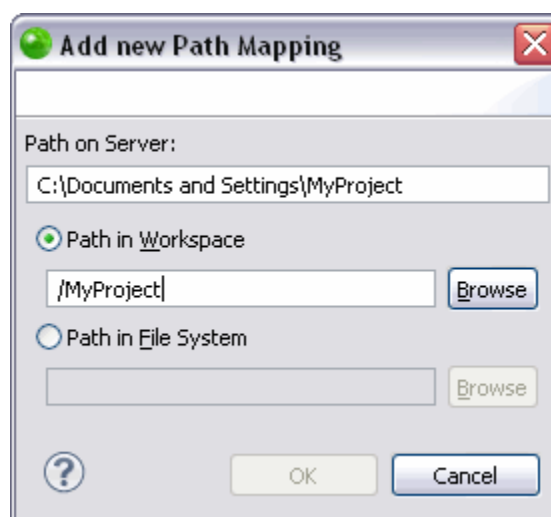 Add new Path Mapping
Path on Server:
C:\Documents and Settings\MyProject
Path in Workspace
/MyProject
Browse
Path in File System
Browse
?
OK
Cancel